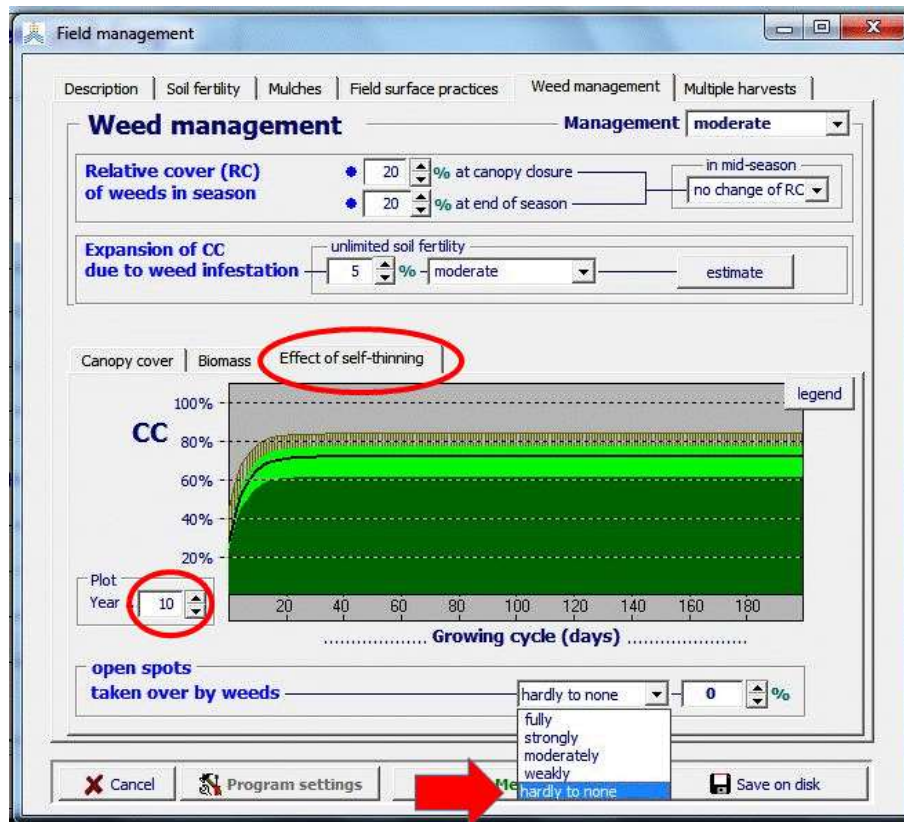 Field management
Description Soil fertility Mulches Field surface practices Weed management Multiple harvests
Weed management Management moderate
Relative cover (RC) of weeds in season
20 % at canopy closure
20 % at end of season
in mid-season
no change of RC
Expansion of CC due to weed infestation
unlimited soil fertility
5 % moderate
estimate
Canopy cover Biomass Effect of self-thinning
legend
CC
100%
80%
60%
40%
20%
Plot
Year 10
20 40 60 80 100 120 140 160 180
.................. Growing cycle (days) .....................
open spots
taken over by weeds hardly to none 0 %
fully
strongly
moderately
weakly
hardly to none
Cancel Program settings Save on disk